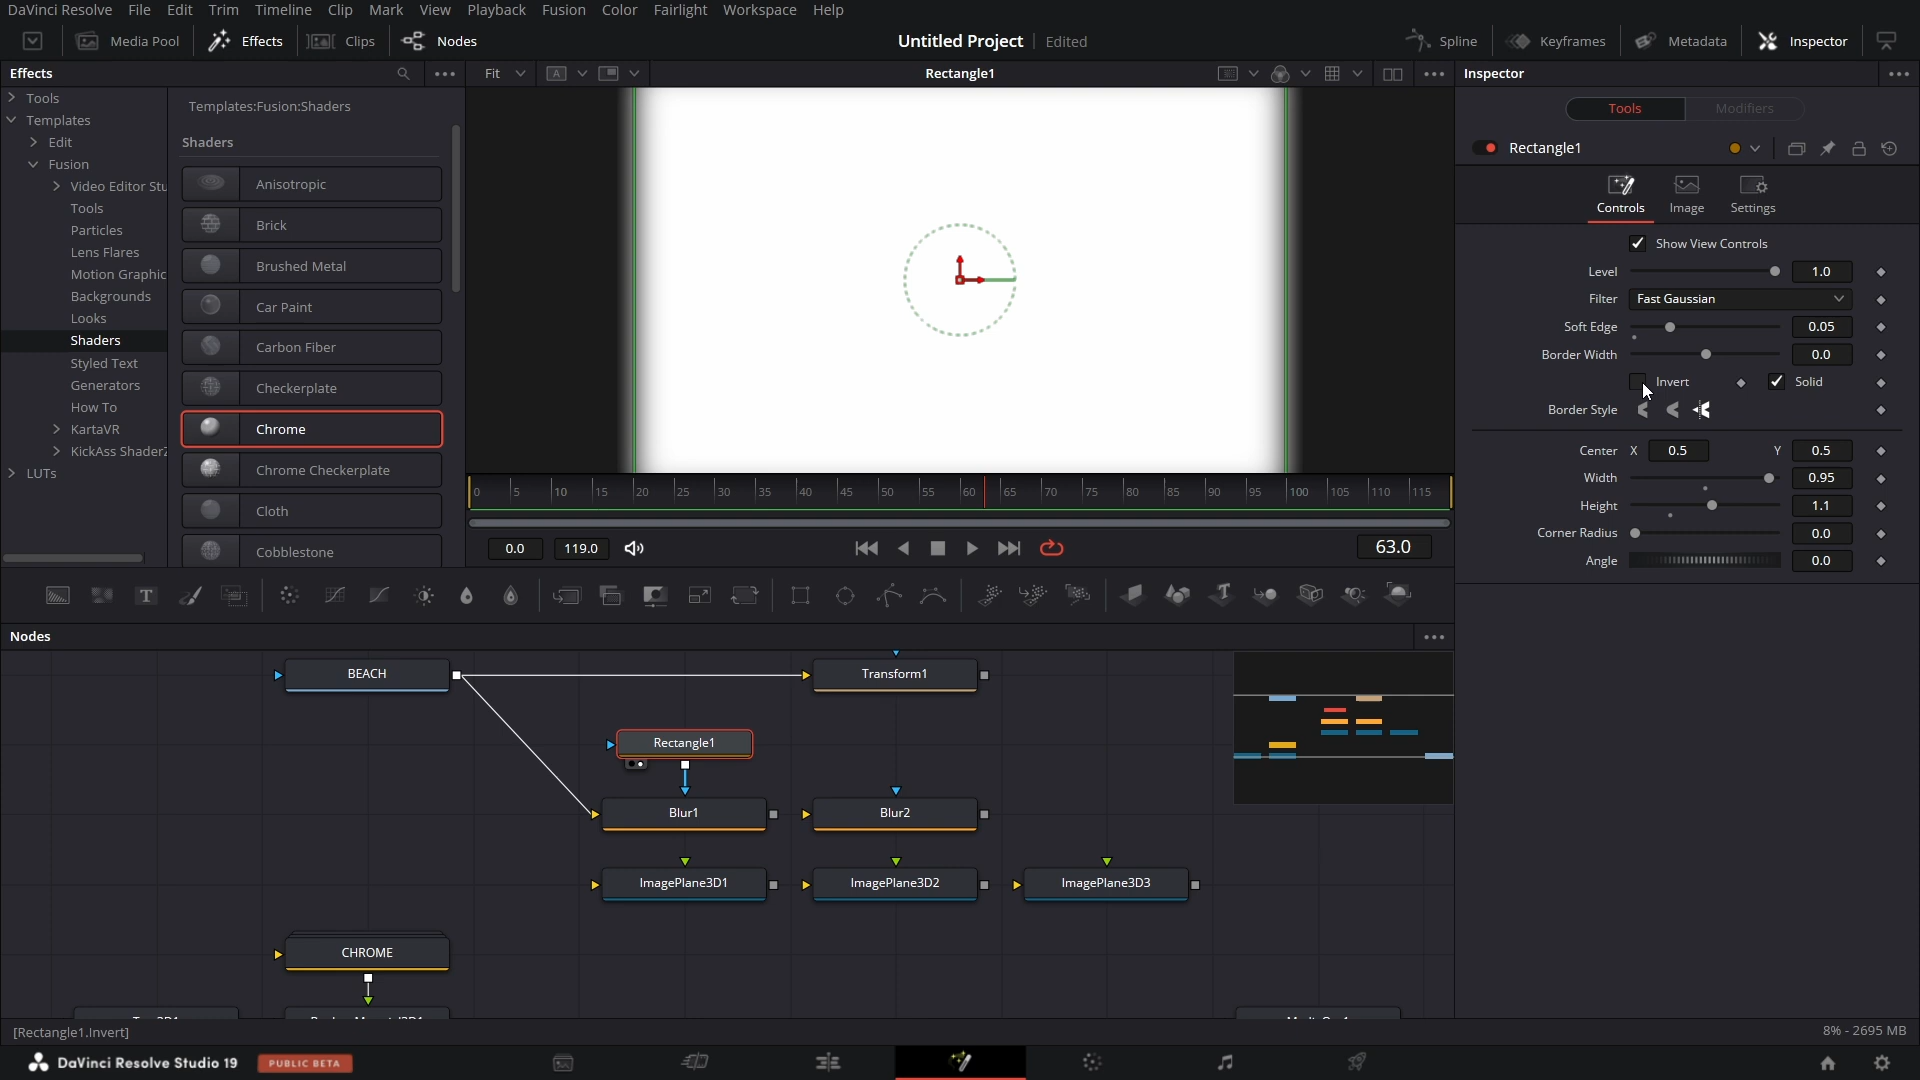 DaVinci Resolve File Edit Trim Timeline Clip Mark View Playback Fusion Color Fairlight Workspace Help
Media Pool Effects Clips Nodes Untitled Project Edited Spline Keyframes Metadata Inspector
Effects
Fit A
Rectangle1
Inspector
Tools
Templates
Edit
Fusion
Video Editor Stu
Tools
Particles
Lens Flares
Motion Graphic
Backgrounds
Looks
Shaders
Styled Text
Generators
How To
KartaVR
KickAss ShaderZ
LUTs
Templates:Fusion:Shaders
Shaders
Anisotropic
Brick
Brushed Metal
Car Paint
Carbon Fiber
Checkerplate
Chrome
Chrome Checkerplate
Cloth
Cobblestone
0 5 10 15 20 25 30 35 40 45 50 55 60 65 70 75 80 85 90 95 100 105 110 115
0.0 119.0 63.0
Tools Modifiers
Rectangle1
Controls Image Settings
Show View Controls
Level 1.0
Filter Fast Gaussian
Soft Edge 0.05
Border Width 0.0
Invert Solid
Border Style
Center X 0.5 Y 0.5
Width 0.95
Height 1.1
Corner Radius 0.0
Angle 0.0
T T
Nodes
BEACH Transform1
Rectangle1
Blur1 Blur2
ImagePlane3D1 ImagePlane3D2 ImagePlane3D3
CHROME
[Rectangle1.Invert] 8% - 2695 MB
DaVinci Resolve Studio 19 PUBLIC BETA